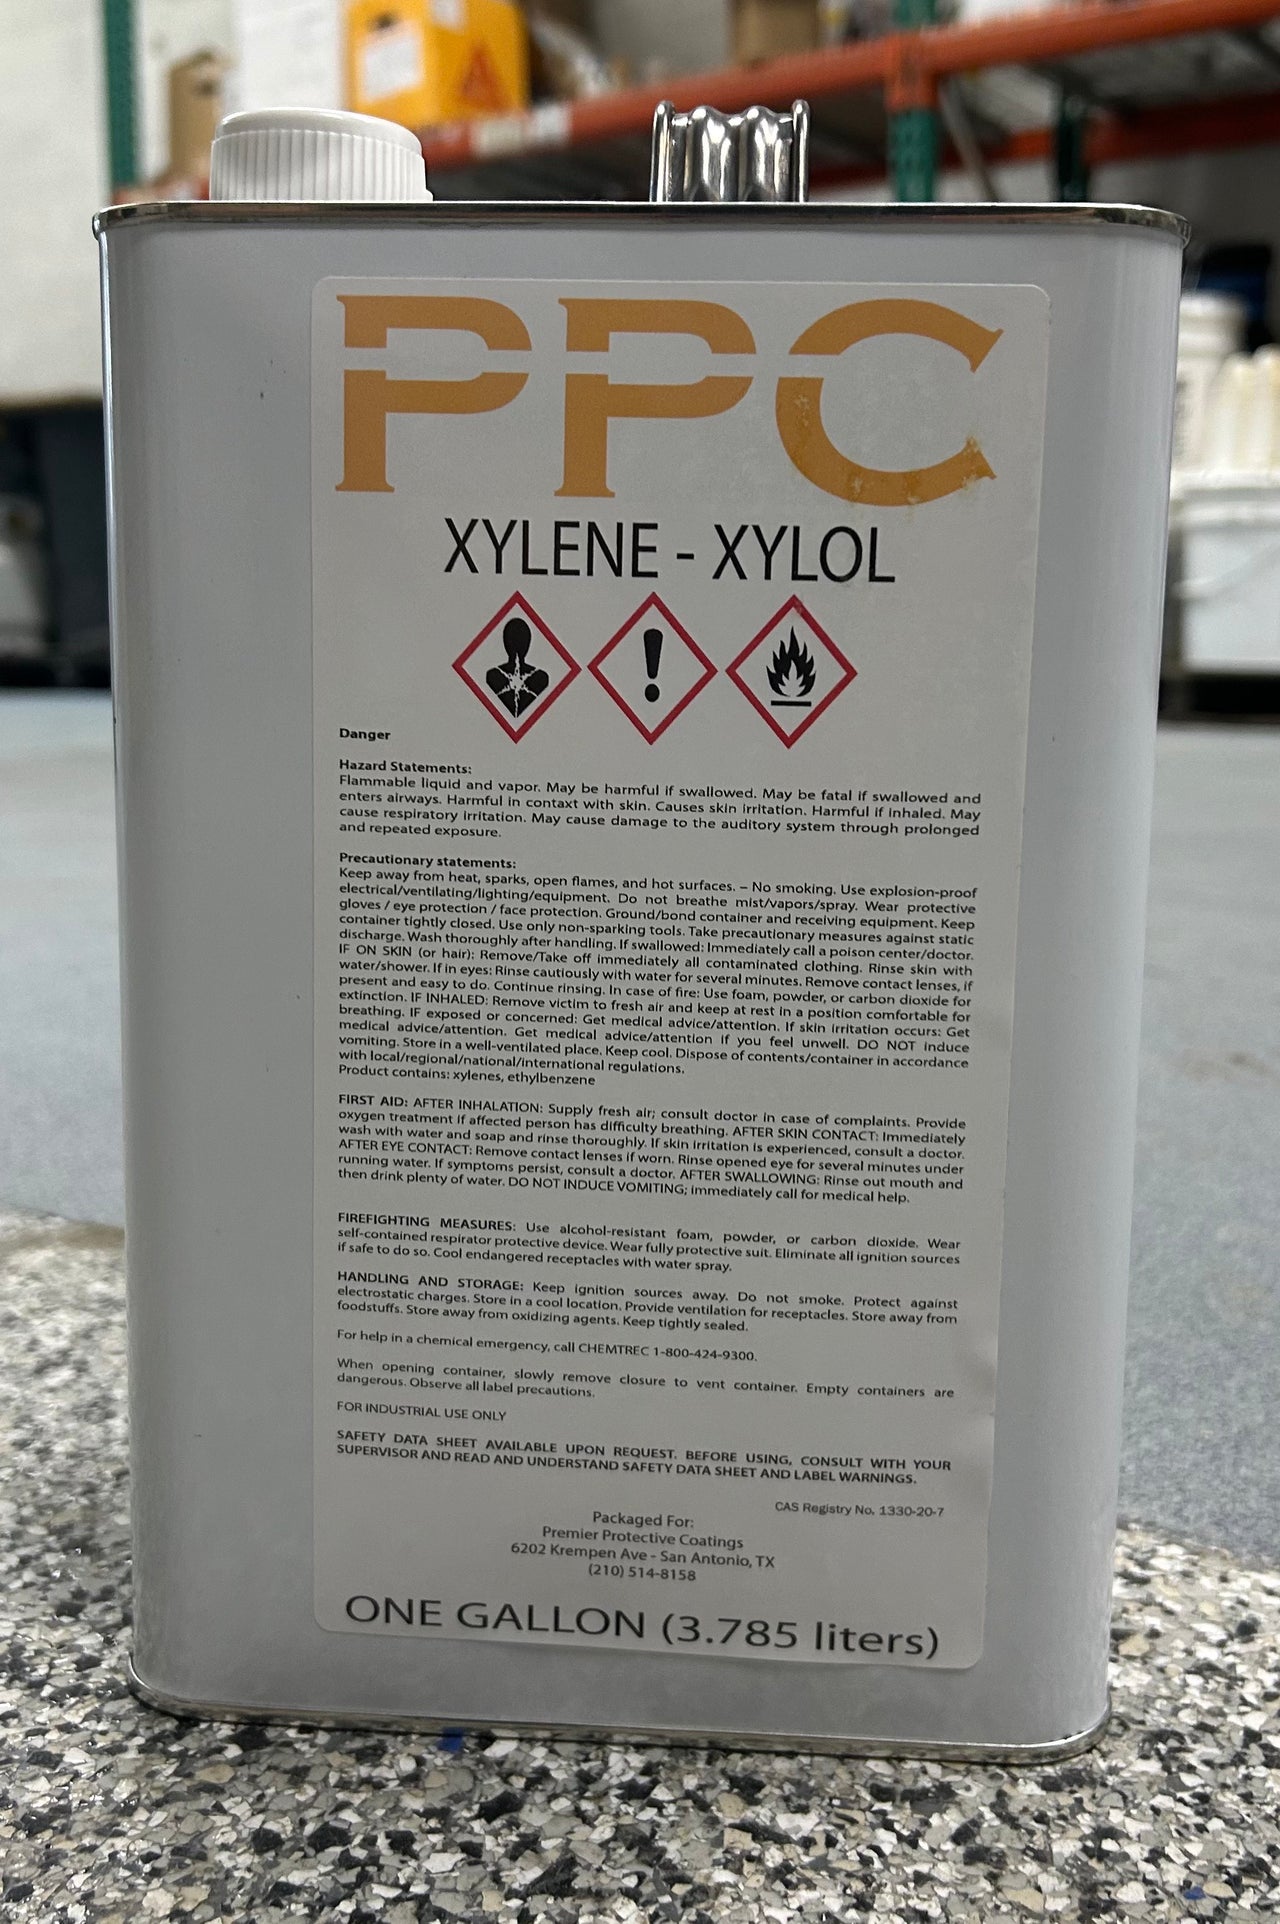 PPC
XYLENE - XYLOL
Danger
Hazard Statements:
Flammable liquid and vapor. May be harmful if swallowed. May be fatal if swallowed and
enters airways. Harmful in contaxt with skin. Causes skin irritation. Harmful if inhaled. May
cause respiratory irritation. May cause damage to the auditory system through prolonged
and repeated exposure.
Precautionary statements:
Keep away from heat, sparks, open flames, and hot surfaces. – No smoking. Use explosion-proof
electrical/ventilating/lighting/equipment. Do not breathe mist/vapors/spray. Wear protective
gloves / eye protection / face protection. Ground/bond container and receiving equipment. Keep
container tightly closed. Use only non-sparking tools. Take precautionary measures against static
discharge. Wash thoroughly after handling. If swallowed: Immediately call a poison center/doctor.
IF ON SKIN (or hair): Remove/Take off immediately all contaminated clothing. Rinse skin with
water/shower. If in eyes: Rinse cautiously with water for several minutes. Remove contact lenses, if
present and easy to do. Continue rinsing. In case of fire: Use foam, powder, or carbon dioxide for
extinction. IF INHALED: Remove victim to fresh air and keep at rest in a position comfortable for
breathing. IF exposed or concerned: Get medical advice/attention. If skin irritation occurs: Get
medical advice/attention. Get medical advice/attention if you feel unwell. DO NOT induce
vomiting. Store in a well-ventilated place. Keep cool. Dispose of contents/container in accordance
with local/regional/national/international regulations.
Product contains: xylenes, ethylbenzene
FIRST AID: AFTER INHALATION: Supply fresh air; consult doctor in case of complaints. Provide
oxygen treatment if affected person has difficulty breathing. AFTER SKIN CONTACT: Immediately
wash with water and soap and rinse thoroughly. If skin irritation is experienced, consult a doctor.
AFTER EYE CONTACT: Remove contact lenses if worn. Rinse opened eye for several minutes under
running water. If symptoms persist, consult a doctor. AFTER SWALLOWING: Rinse out mouth and
then drink plenty of water. DO NOT INDUCE VOMITING; immediately call for medical help.
FIREFIGHTING MEASURES: Use alcohol-resistant foam, powder, or carbon dioxide. Wear
self-contained respirator protective device. Wear fully protective suit. Eliminate all ignition sources
if safe to do so. Cool endangered receptacles with water spray.
HANDLING AND STORAGE: Keep ignition sources away. Do not smoke. Protect against
electrostatic charges. Store in a cool location. Provide ventilation for receptacles. Store away from
foodstuffs. Store away from oxidizing agents. Keep tightly sealed.
For help in a chemical emergency, call CHEMTREC 1-800-424-9300.
When opening container, slowly remove closure to vent container. Empty containers are
dangerous. Observe all label precautions.
FOR INDUSTRIAL USE ONLY
SAFETY DATA SHEET AVAILABLE UPON REQUEST. BEFORE USING, CONSULT WITH YOUR
SUPERVISOR AND READ AND UNDERSTAND SAFETY DATA SHEET AND LABEL WARNINGS.
CAS Registry No. 1330-20-7
Packaged For:
Premier Protective Coatings
6202 Krempen Ave - San Antonio, TX
(210) 514-8158
ONE GALLON (3.785 liters)